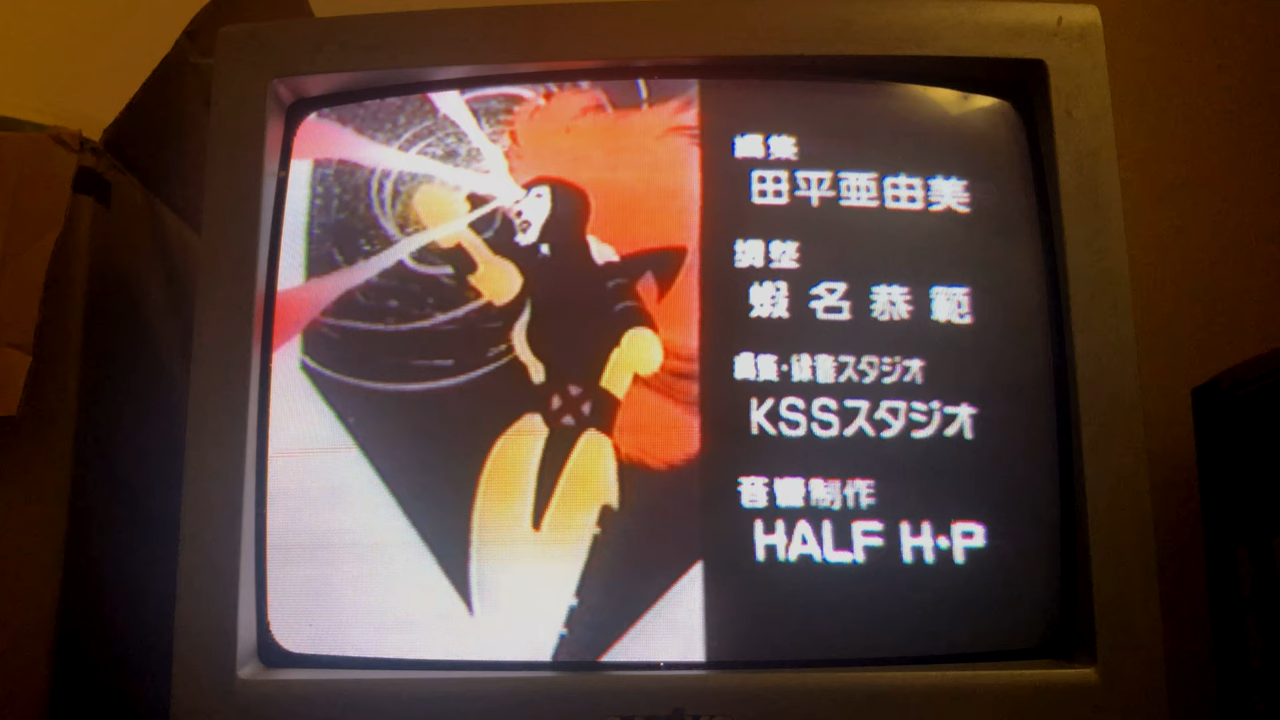 編集
田平亜由美
調整
蝦名恭範
編集・録音スタジオ
KSSスタジオ
音響制作
HALF H・P